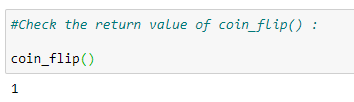 #Check the return value of coin_flip() :
coin_flip()
1